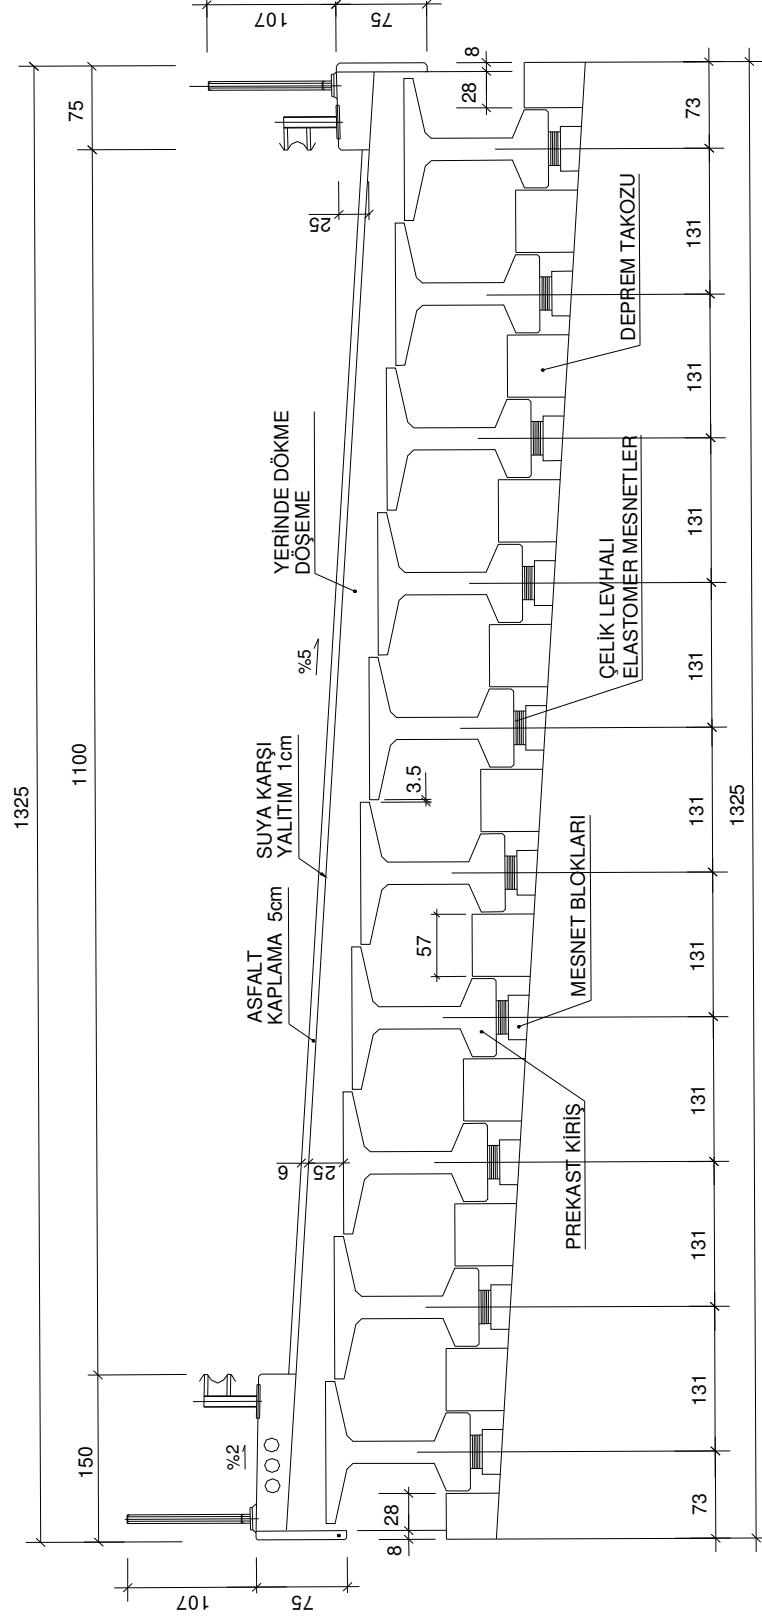 1325
150
1100
75
107
75
107
75
%2
ASFALT
KAPLAMA 5cm
SUYA KARŞI
YALITIM 1cm
%5
YERİNDE DÖKME
DÖŞEME
6
25
25
8
28
57
3.5
28
8
PREKAST KİRİŞ
MESNET BLOKLARI
ÇELİK LEVHALI
ELASTOMER MESNETLER
DEPREM TAKOZU
73
131
131
131
131
131
131
131
131
131
73
1325